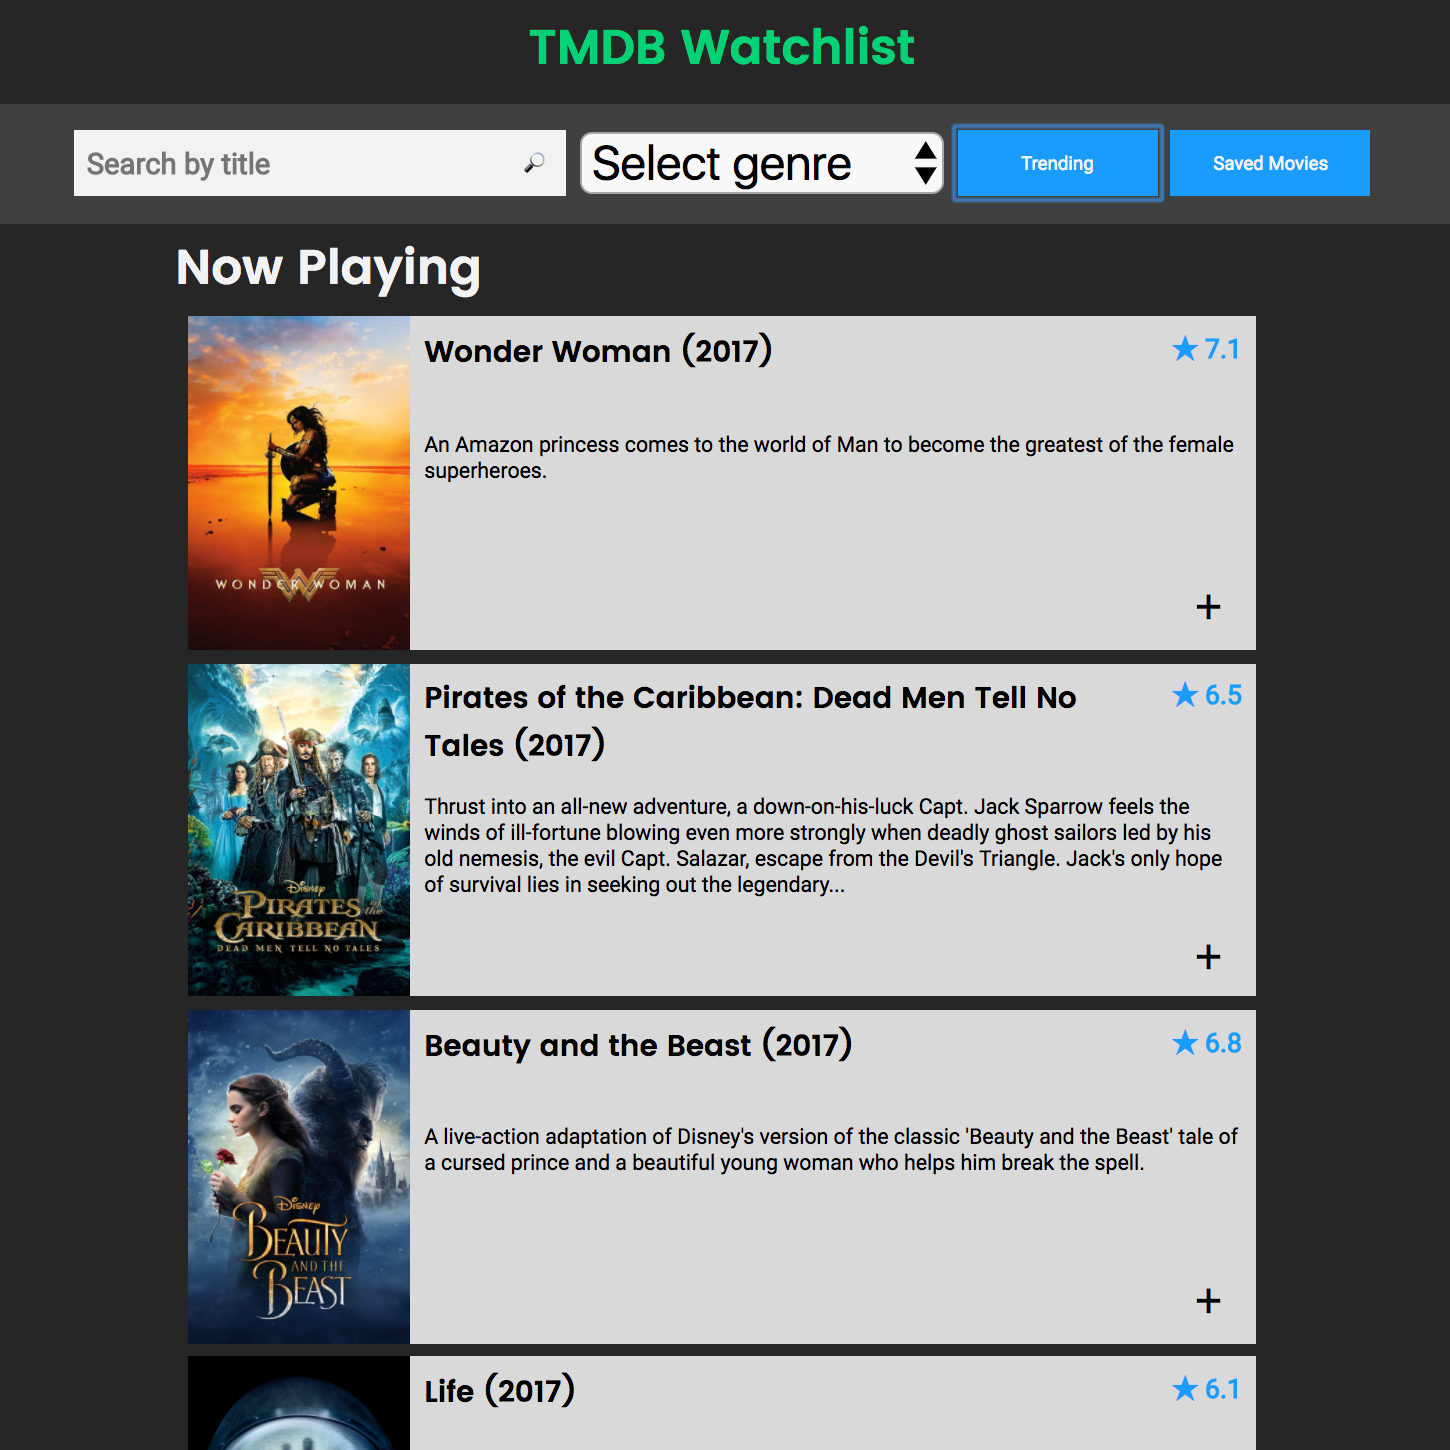 TMDB Watchlist
Search by title
Select genre
Trending
Saved Movies
Now Playing
WONDER WOMAN
Wonder Woman (2017)
★ 7.1
An Amazon princess comes to the world of Man to become the greatest of the female
superheroes.
+
Disney
PIRATES of the
CARIBBEAN
DEAD MEN TELL NO TALES
Pirates of the Caribbean: Dead Men Tell No
Tales (2017)
★ 6.5
Thrust into an all-new adventure, a down-on-his-luck Capt. Jack Sparrow feels the
winds of ill-fortune blowing even more strongly when deadly ghost sailors led by his
old nemesis, the evil Capt. Salazar, escape from the Devil's Triangle. Jack's only hope
of survival lies in seeking out the legendary...
+
Disney
BEAUTY
AND THE
BEAST
Beauty and the Beast (2017)
★ 6.8
A live-action adaptation of Disney's version of the classic 'Beauty and the Beast' tale of
a cursed prince and a beautiful young woman who helps him break the spell.
+
Life (2017)
★ 6.1